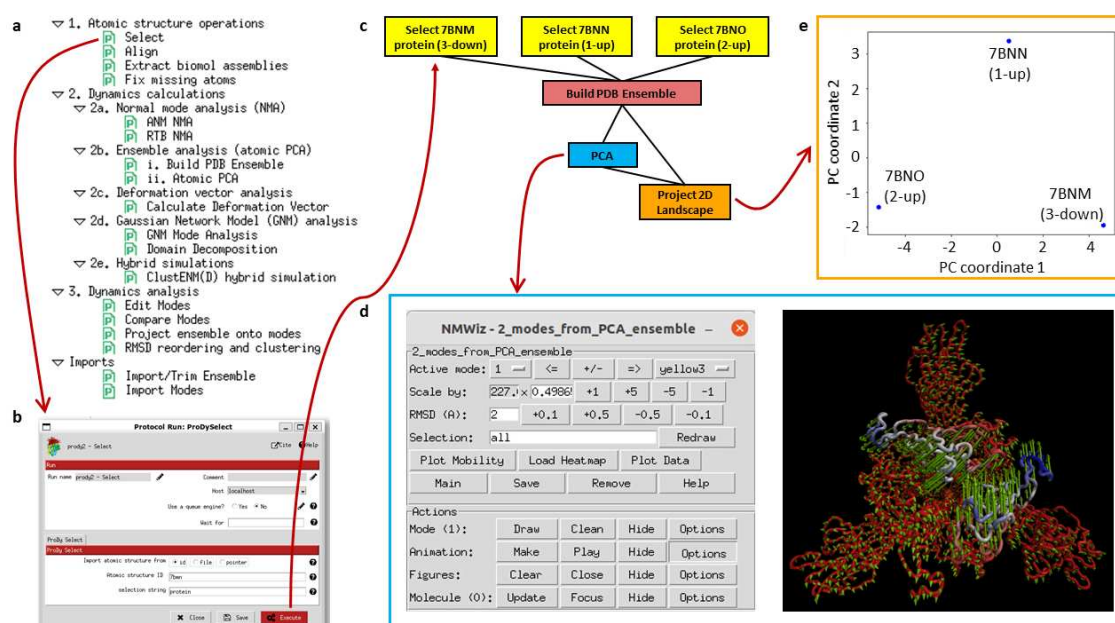 a
1. Atomic structure operations
Select
Align
Extract biomol assemblies
Fix missing atoms
2. Dynamics calculations
2a. Normal mode analysis (NMA)
ANM NMA
RTB NMA
2b. Ensemble analysis (atomic PCA)
i. Build PDB Ensemble
ii. Atomic PCA
2c. Deformation vector analysis
Calculate Deformation Vector
2d. Gaussian Network Model (GNM) analysis
GNM Mode Analysis
Domain Decomposition
2e. Hybrid simulations
ClustENM(D) hybrid simulation
3. Dynamics analysis
Edit Modes
Compare Modes
Project ensemble onto modes
RMSD reordering and clustering
Imports
Import/Trim Ensemble
Import Modes
b
Protocol Run: ProDySelect
prody2 - Select
Cite Help
Run
Run name prody2 - Select Comment
Host localhost
Use a queue engine? Yes No
Wait for
ProDy Select
ProDy Select
Import atomic structure from id file pointer
Atomic structure ID 7bnm
selection string protein
Close Save Execute
c
Select 7BNM
protein (3-down)
Select 7BNN
protein (1-up)
Select 7BNO
protein (2-up)
Build PDB Ensemble
PCA
Project 2D
Landscape
d
NMWiz - 2_modes_from_PCA_ensemble
2_modes_from_PCA_ensemble
Active mode: 1 <= +/- => yellow3
Scale by: 227. x 0.4986 +1 +5 -5 -1
RMSD (A): 2 +0.1 +0.5 -0.5 -0.1
Selection: all Redraw
Plot Mobility Load Heatmap Plot Data
Main Save Remove Help
Actions
Mode (1): Draw Clean Hide Options
Animation: Make Play Hide Options
Figures: Clear Close Hide Options
Molecule (0): Update Focus Hide Options
e
PC coordinate 2
3
2
1
0
-1
-2
7BNN
(1-up)
7BNO
(2-up)
7BNM
(3-down)
-4 -2 0 2 4
PC coordinate 1